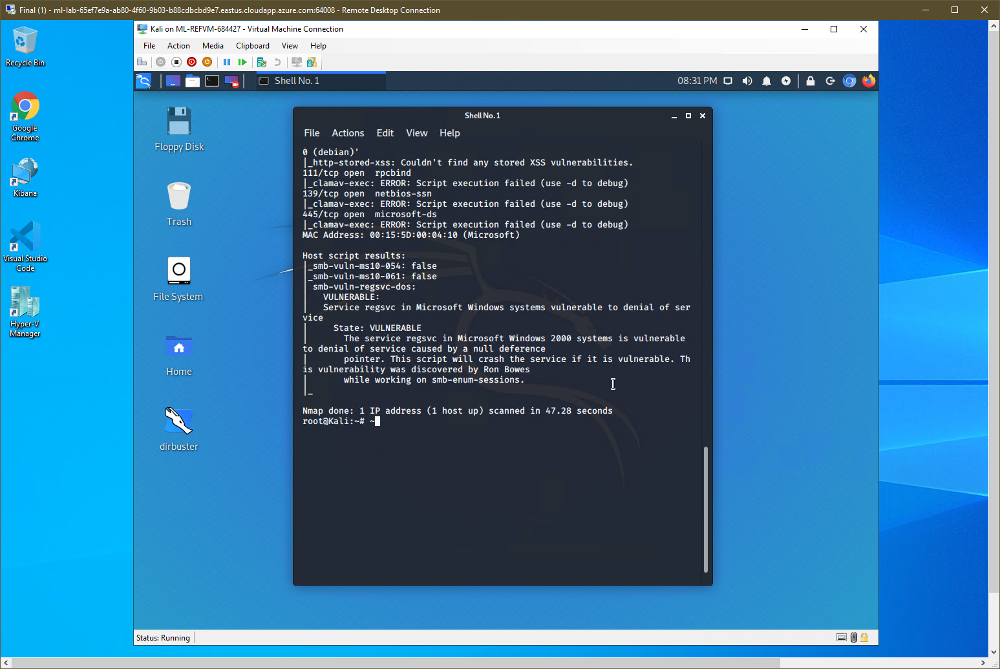 Final (1) - ml-lab-65ef7e9a-ab80-4f60-9b03-b88cdbcbd9e7.eastus.cloudapp.azure.com:64008 - Remote Desktop Connection
Recycle Bin
Google
Chrome
Kibana
Visual Studio
Code
Hyper-V
Manager
Kali on ML-REFVM-684427 - Virtual Machine Connection
File Action Media Clipboard View Help
Shell No. 1
08:31 PM
Floppy Disk
Trash
File System
Home
dirbuster
Shell No. 1
File Actions Edit View Help
0 (debian)'
|_http-stored-xss: Couldn't find any stored XSS vulnerabilities.
111/tcp open  rpcbind
|_clamav-exec: ERROR: Script execution failed (use -d to debug)
139/tcp open  netbios-ssn
|_clamav-exec: ERROR: Script execution failed (use -d to debug)
445/tcp open  microsoft-ds
|_clamav-exec: ERROR: Script execution failed (use -d to debug)
MAC Address: 00:15:5D:00:04:10 (Microsoft)
Host script results:
|_smb-vuln-ms10-054: false
|_smb-vuln-ms10-061: false
| smb-vuln-regsvc-dos:
|   VULNERABLE:
|   Service regsvc in Microsoft Windows systems vulnerable to denial of ser
vice
|     State: VULNERABLE
|       The service regsvc in Microsoft Windows 2000 systems is vulnerable
to denial of service caused by a null deference
|       pointer. This script will crash the service if it is vulnerable. Th
is vulnerability was discovered by Ron Bowes
|       while working on smb-enum-sessions.
|_
Nmap done: 1 IP address (1 host up) scanned in 47.28 seconds
root@Kali:~# ~
Status: Running